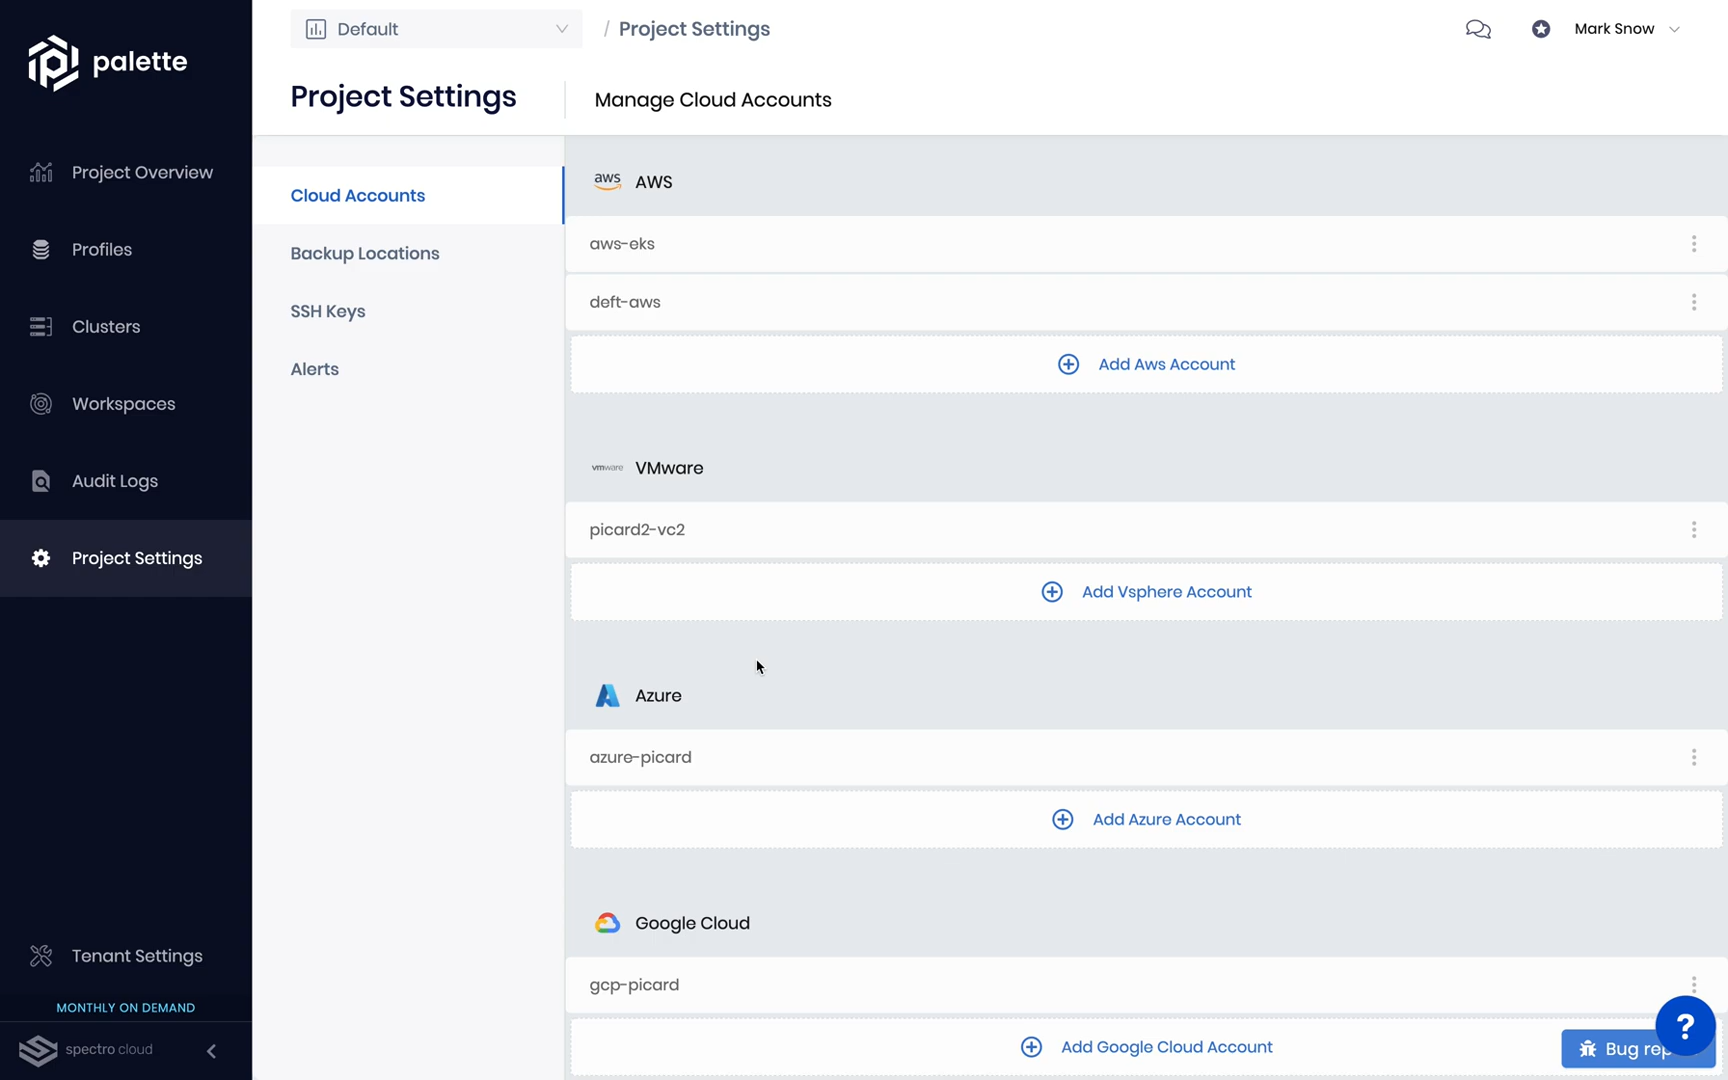 palette
Project Overview
Profiles
Clusters
Workspaces
Audit Logs
Project Settings
Tenant Settings
MONTHLY ON DEMAND
spectro cloud
Default
/ Project Settings
Mark Snow
Project Settings
Manage Cloud Accounts
Cloud Accounts
Backup Locations
SSH Keys
Alerts
aws AWS
aws-eks
deft-aws
Add Aws Account
vmware VMware
picard2-vc2
Add Vsphere Account
Azure
azure-picard
Add Azure Account
Google Cloud
gcp-picard
Add Google Cloud Account
?
Bug rep